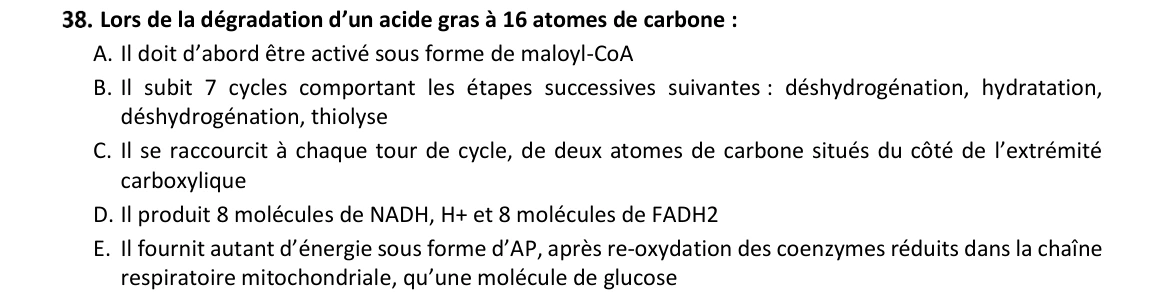 38. Lors de la dégradation d’un acide gras à 16 atomes de carbone :
A. Il doit d’abord être activé sous forme de maloyl-CoA
B. Il subit 7 cycles comportant les étapes successives suivantes : déshydrogénation, hydratation,
déshydrogénation, thiolyse
C. Il se raccourcit à chaque tour de cycle, de deux atomes de carbone situés du côté de l’extrémité
carboxylique
D. Il produit 8 molécules de NADH, H+ et 8 molécules de FADH2
E. Il fournit autant d’énergie sous forme d’AP, après re-oxydation des coenzymes réduits dans la chaîne
respiratoire mitochondriale, qu’une molécule de glucose